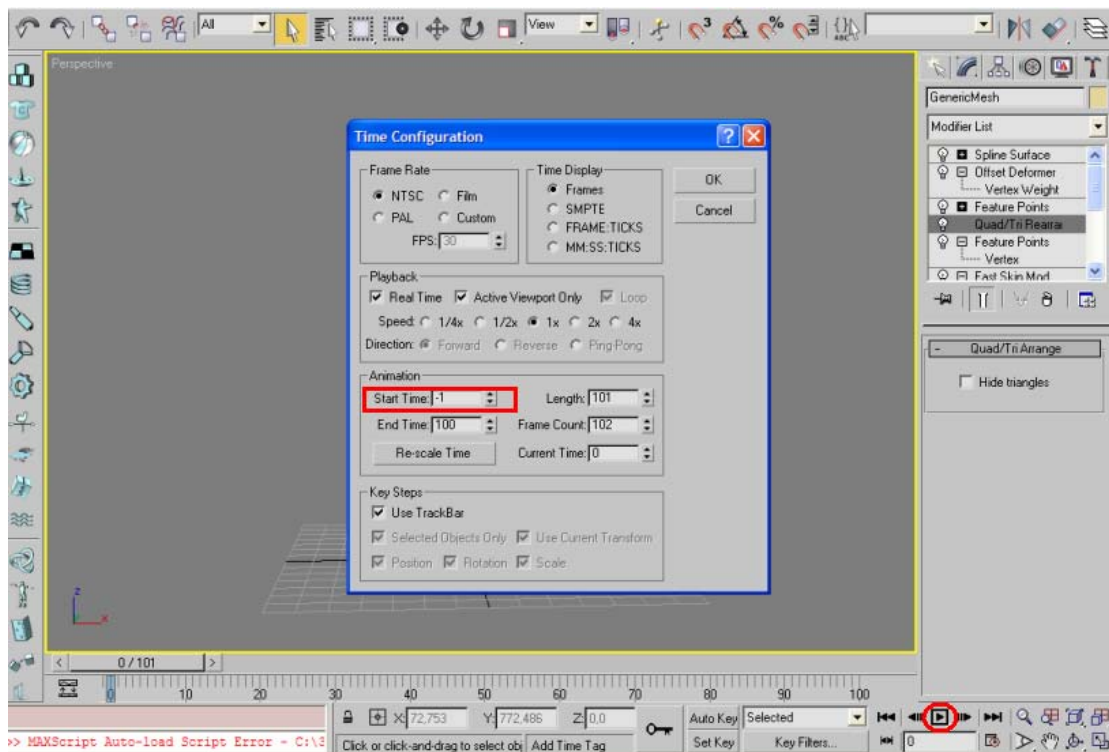 All
View
Perspective
GenericMesh
Modifier List
Spline Surface
Offset Deformer
Vertex Weight
Feature Points
Quad/Tri Rearrar
Feature Points
Vertex
Fast Skin Mod
Quad/Tri Arrange
Hide triangles
Time Configuration
Frame Rate
NTSC Film
PAL Custom
FPS: 30
Time Display
Frames
SMPTE
FRAME:TICKS
MM:SS:TICKS
OK
Cancel
Playback
Real Time Active Viewport Only Loop
Speed: 1/4x 1/2x 1x 2x 4x
Direction: Forward Reverse Ping-Pong
Animation
Start Time: -1 Length: 101
End Time: 100 Frame Count: 102
Re-scale Time Current Time: 0
Key Steps
Use TrackBar
Selected Objects Only Use Current Transform
Position Rotation Scale
z
x
0 / 101
0 10 20 30 40 50 60 70 80 90 100
X: 72,753 Y: 772,486 Z: 0,0
Auto Key Selected
>> MAXScript Auto-load Script Error - C:\S
Click or click-and-drag to select obj Add Time Tag
Set Key Key Filters...
0